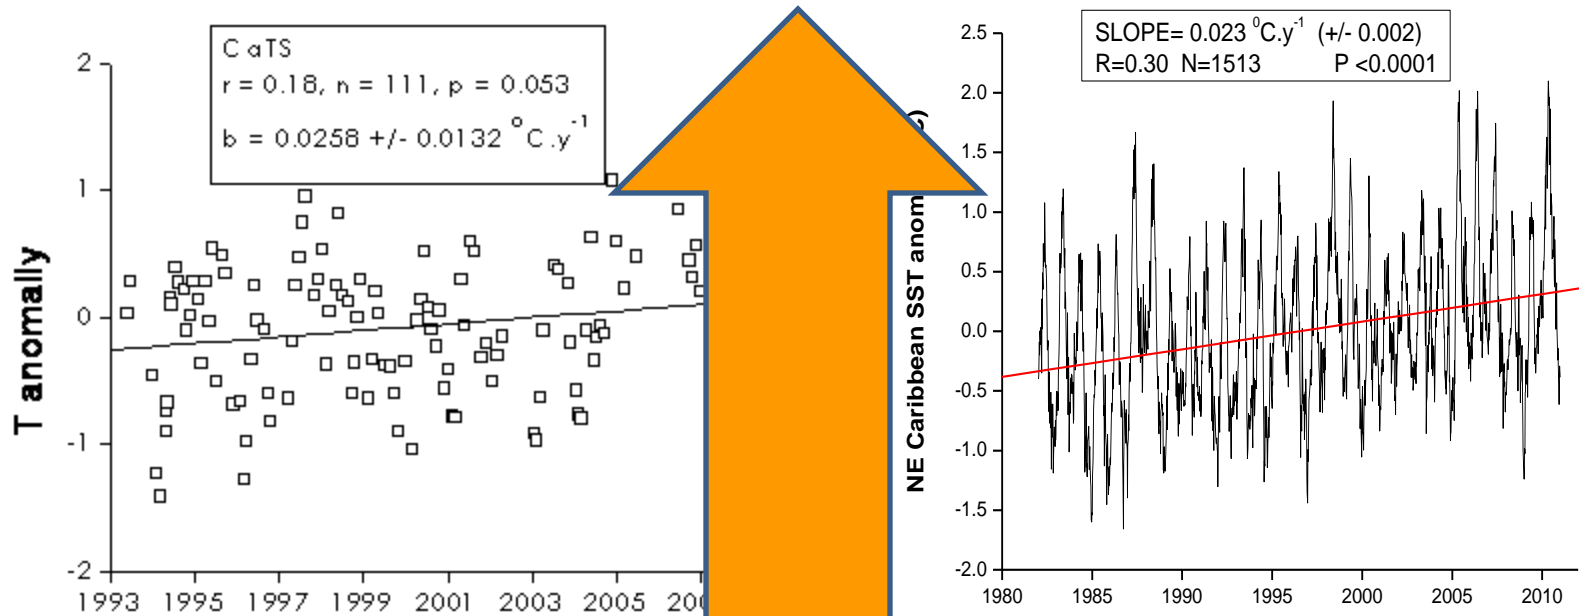 C aTS
r = 0.18, n = 111, p = 0.053
b = 0.0258 +/- 0.0132 °C.y⁻¹
T anomally
2
1
0
-1
-2
1993 1995 1997 1999 2001 2003 2005
SLOPE= 0.023 ⁰C.y⁻¹ (+/- 0.002)
R=0.30 N=1513 P <0.0001
NE Caribbean SST
2.5
2.0
1.5
1.0
0.5
0.0
-0.5
-1.0
-1.5
-2.0
1980 1985 1990 1995 2000 2005 2010